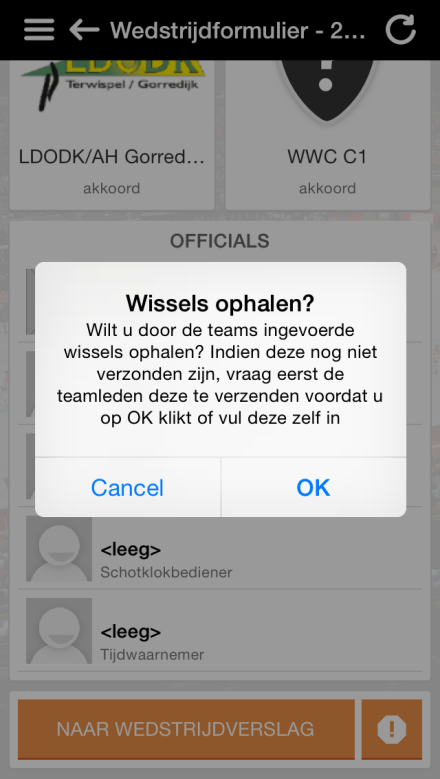 Wedstrijdformulier - 2...
LDODK
Terwispel / Gorredijk
LDODK/AH Gorred...
akkoord
WWC C1
akkoord
OFFICIALS
Wissels ophalen?
Wilt u door de teams ingevoerde
wissels ophalen? Indien deze nog niet
verzonden zijn, vraag eerst de
teamleden deze te verzenden voordat u
op OK klikt of vul deze zelf in
Cancel
OK
<leeg>
Schotklokbediener
<leeg>
Tijdwaarnemer
NAAR WEDSTRIJDVERSLAG